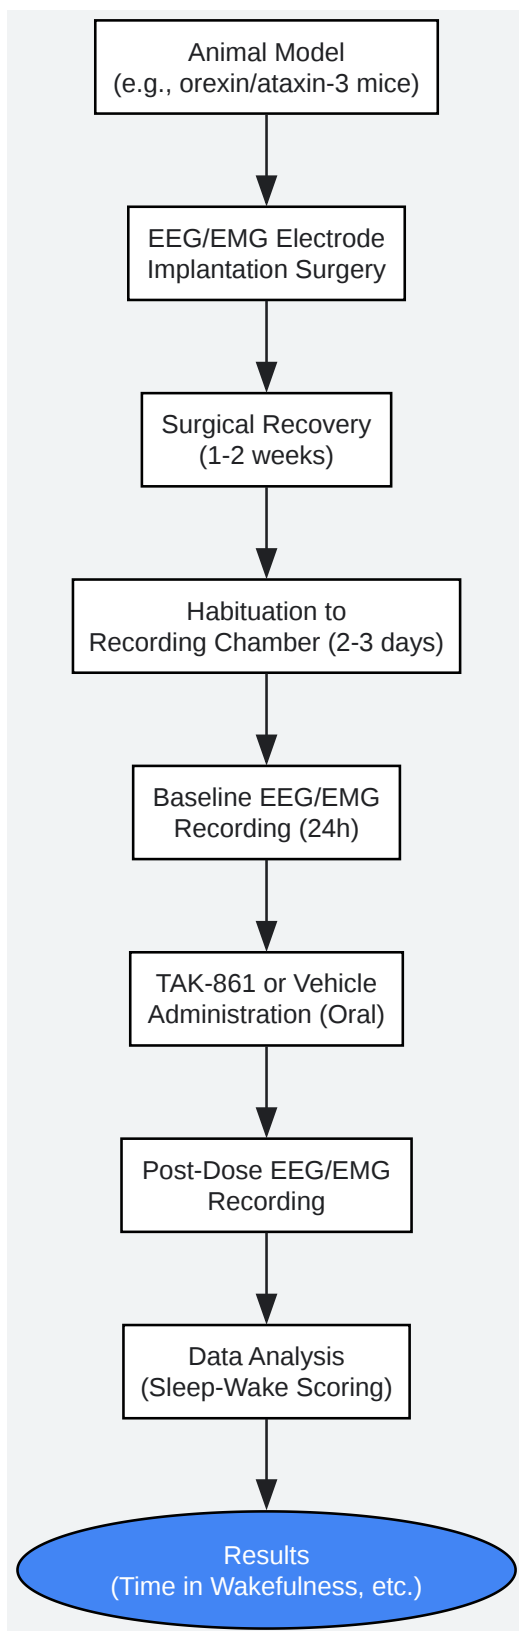 Animal Model
(e.g., orexin/ataxin-3 mice)
EEG/EMG Electrode
Implantation Surgery
Surgical Recovery
(1-2 weeks)
Habituation to
Recording Chamber (2-3 days)
Baseline EEG/EMG
Recording (24h)
TAK-861 or Vehicle
Administration (Oral)
Post-Dose EEG/EMG
Recording
Data Analysis
(Sleep-Wake Scoring)
Results
(Time in Wakefulness, etc.)